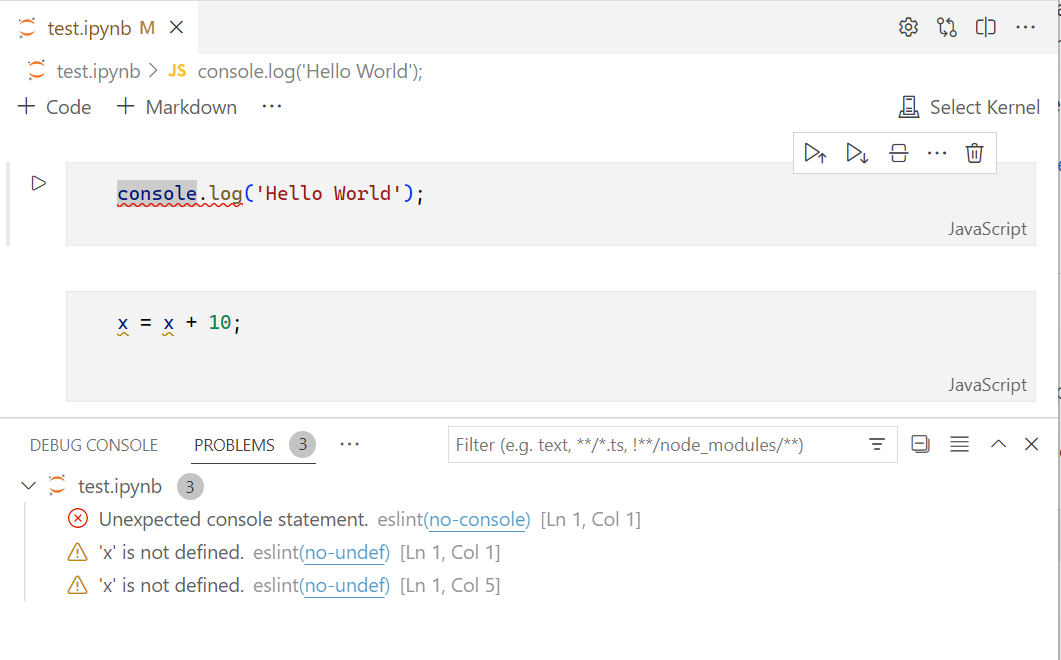 test.ipynb M
test.ipynb > JS console.log('Hello World');
+ Code + Markdown ... Select Kernel
console.log('Hello World');
JavaScript
x = x + 10;
JavaScript
DEBUG CONSOLE PROBLEMS 3 ... Filter (e.g. text, **/*.ts, !**/node_modules/**)
test.ipynb 3
Unexpected console statement. eslint(no-console) [Ln 1, Col 1]
'x' is not defined. eslint(no-undef) [Ln 1, Col 1]
'x' is not defined. eslint(no-undef) [Ln 1, Col 5]